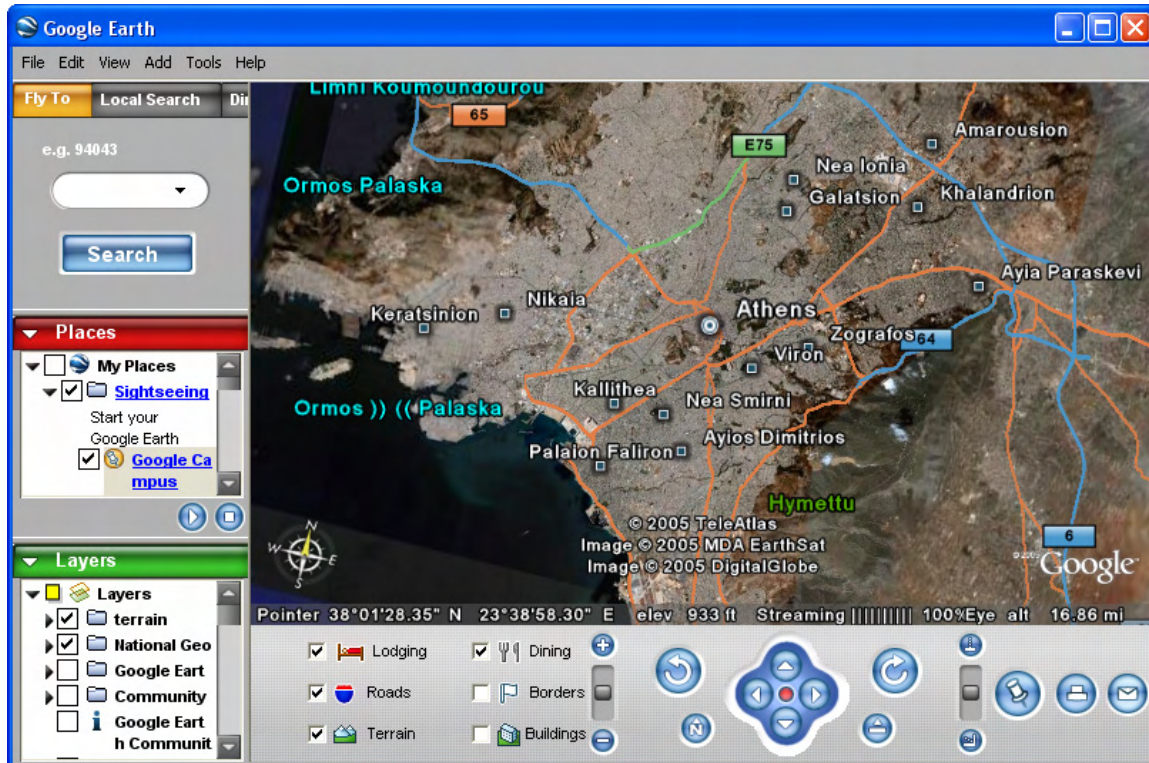 Google Earth
File Edit View Add Tools Help
Fly To Local Search Dir
e.g. 94043
Search
Places
My Places
Sightseeing
Start your
Google Earth
Google Ca
mpus
Layers
Layers
terrain
National Geo
Google Eart
Community
i Google Eart
h Communit
Limni Koumoundourou
65
E75
Amarousion
Nea Ionia
Ormos Palaska
Galatsion
Khalandrion
Ayia Paraskevi
Nikaia
Keratsinion
Athens
Zografos
64
Viron
Kallithea
Nea Smirni
Ormos )) (( Palaska
Ayios Dimitrios
Palaion Faliron
Hymettu
© 2005 TeleAtlas
Image © 2005 MDA EarthSat
Image © 2005 DigitalGlobe
6
© 2005 Google
N
W E
S
Pointer 38°01'28.35" N 23°38'58.30" E elev 933 ft Streaming |||||||||| 100% Eye alt 16.86 mi
Lodging Dining
Roads Borders
Terrain Buildings
N